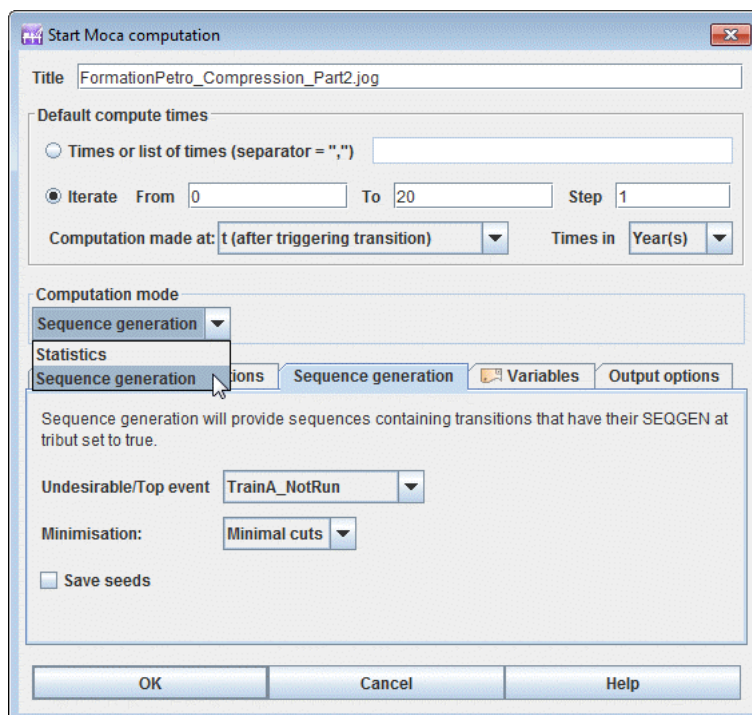 Start Moca computation
Title FormationPetro_Compression_Part2.jog
Default compute times
Times or list of times (separator = ",")
Iterate From 0 To 20 Step 1
Computation made at: t (after triggering transition) Times in Year(s)
Computation mode
Sequence generation
Statistics
Sequence generation
tions Sequence generation Variables Output options
Sequence generation will provide sequences containing transitions that have their SEQGEN at
tribut set to true.
Undesirable/Top event TrainA_NotRun
Minimisation: Minimal cuts
Save seeds
OK Cancel Help